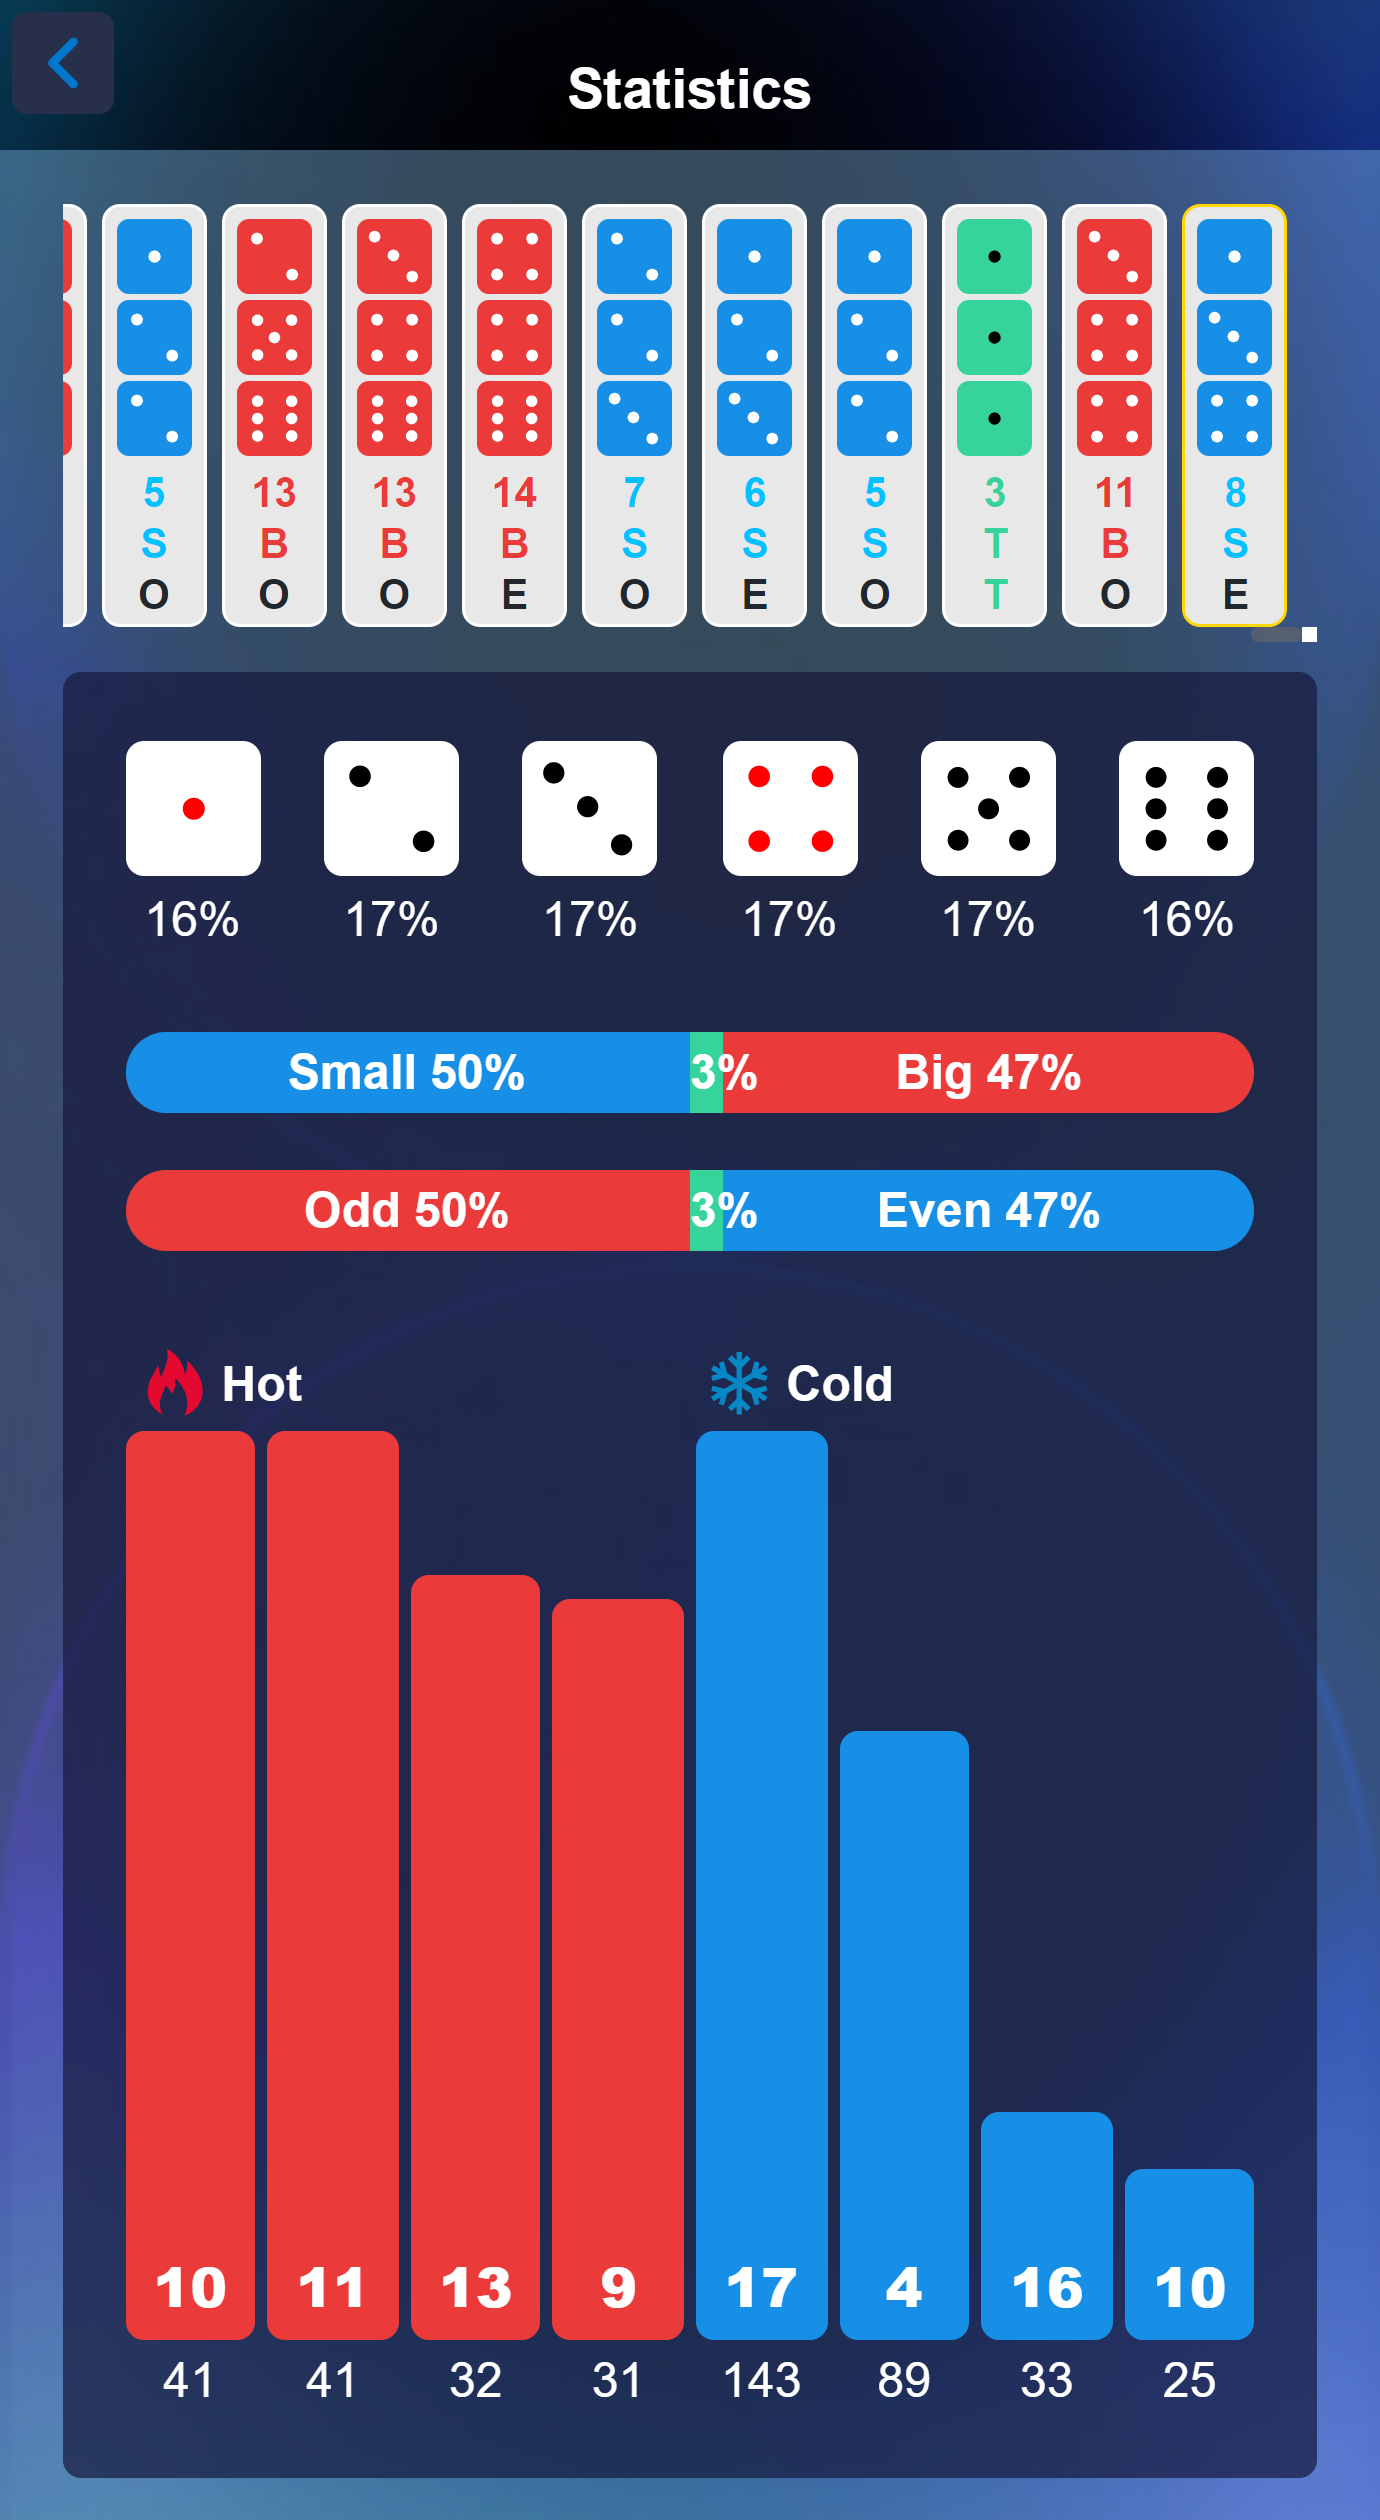 Statistics
5 13 13 14 7 6 5 3 11 8
S B B B S S S T B S
O O O E O E O T O E
16% 17% 17% 17% 17% 16%
Small 50% 3% Big 47%
Odd 50% 3% Even 47%
Hot Cold
10 11 13 9 17 4 16 10
41 41 32 31 143 89 33 25